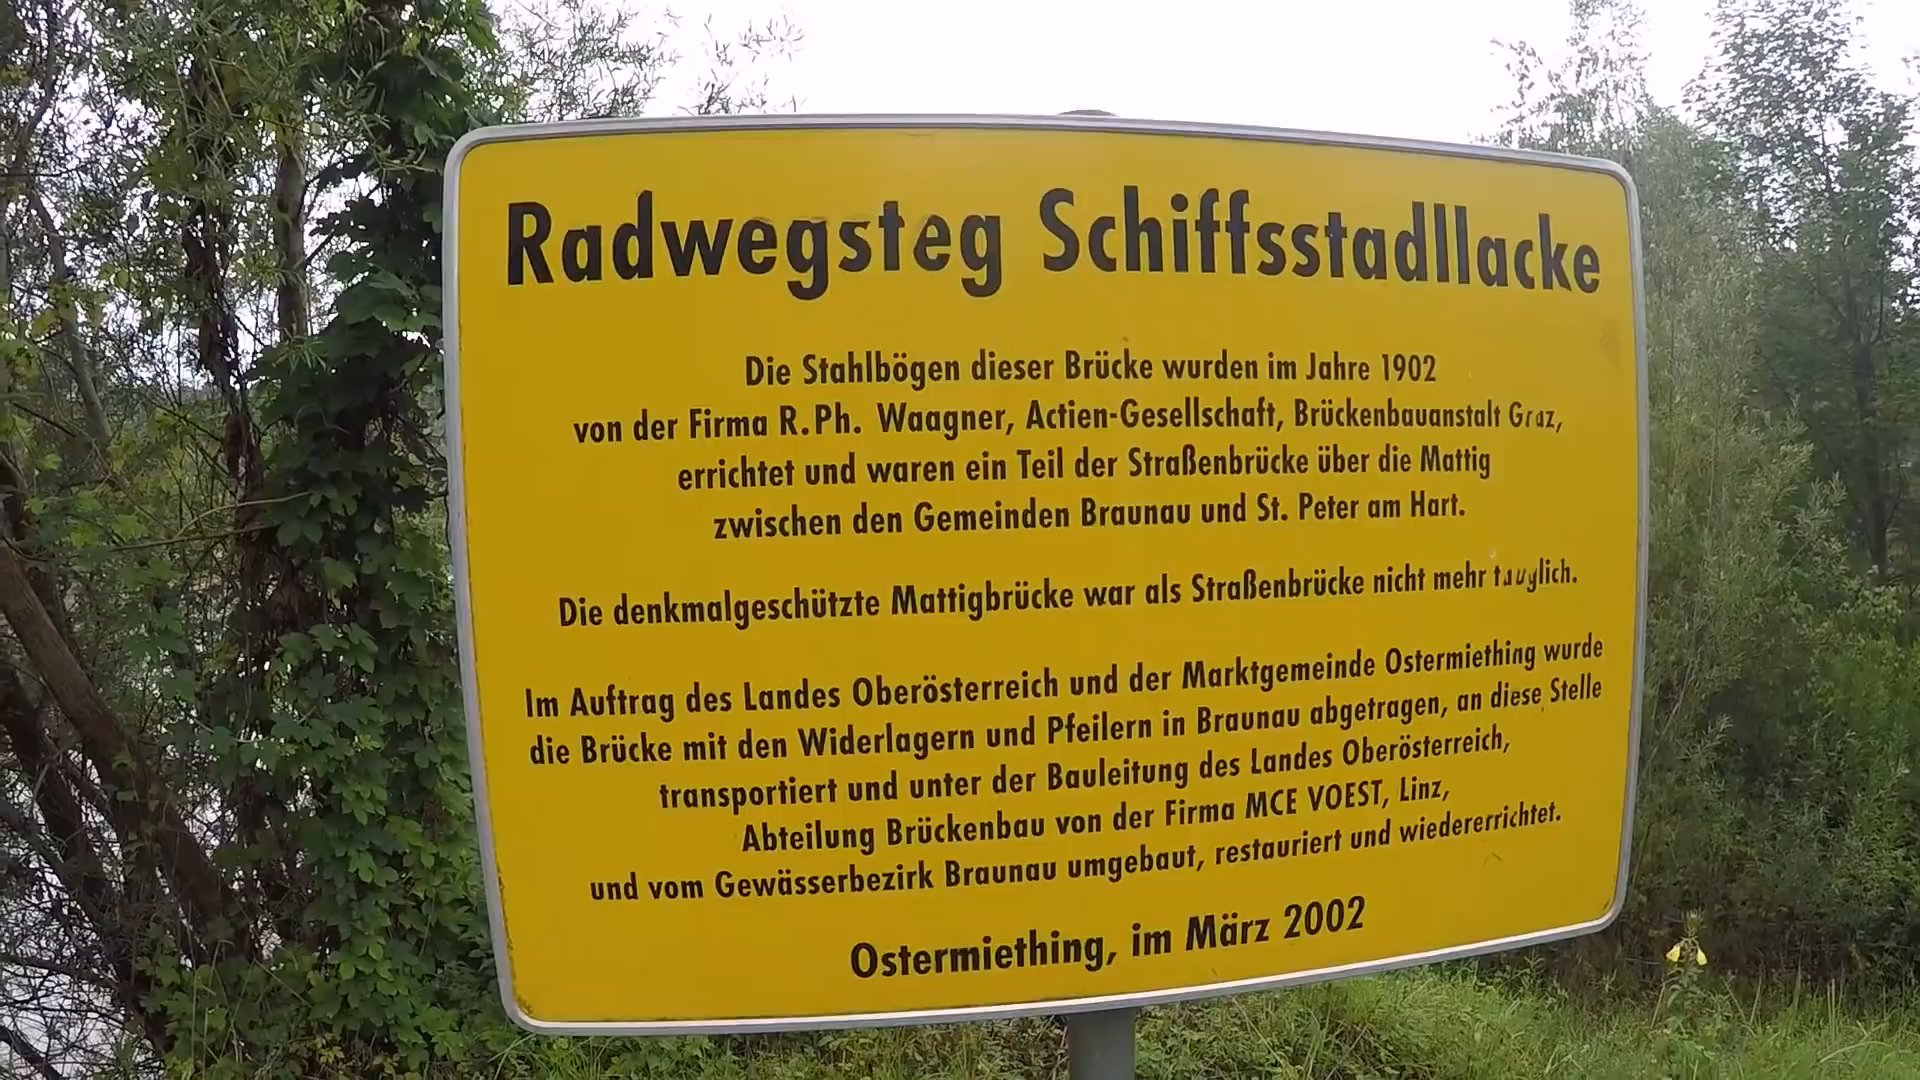 Radwegsteg Schiffsstadllacke
Die Stahlbögen dieser Brücke wurden im Jahre 1902
von der Firma R.Ph. Waagner, Actien-Gesellschaft, Brückenbauanstalt Graz,
errichtet und waren ein Teil der Straßenbrücke über die Mattig
zwischen den Gemeinden Braunau und St. Peter am Hart.
Die denkmalgeschützte Mattigbrücke war als Straßenbrücke nicht mehr tauglich.
Im Auftrag des Landes Oberösterreich und der Marktgemeinde Ostermiething wurde
die Brücke mit den Widerlagern und Pfeilern in Braunau abgetragen, an diese Stelle
transportiert und unter der Bauleitung des Landes Oberösterreich,
Abteilung Brückenbau von der Firma MCE VOEST, Linz,
und vom Gewässerbezirk Braunau umgebaut, restauriert und wiedererrichtet.
Ostermiething, im März 2002